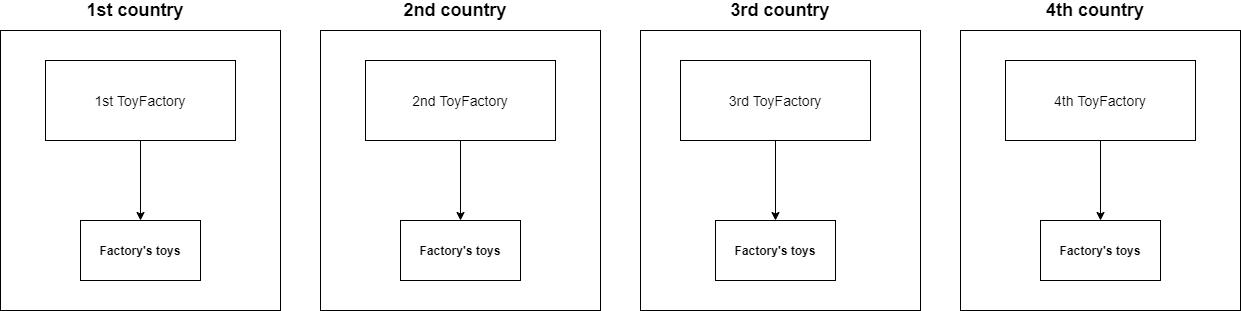 1st country
2nd country
3rd country
4th country
1st ToyFactory
2nd ToyFactory
3rd ToyFactory
4th ToyFactory
Factory's toys
Factory's toys
Factory's toys
Factory's toys